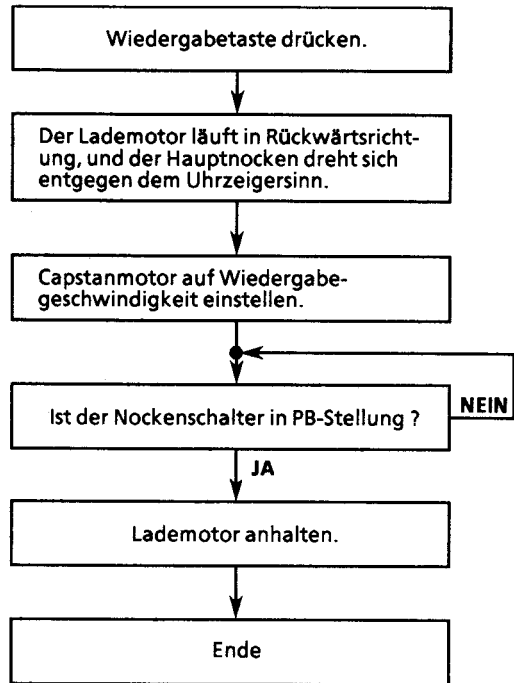 Wiedergabetaste drücken.
Der Lademotor läuft in Rückwärtsricht-
ung, und der Hauptnocken dreht sich
entgegen dem Uhrzeigersinn.
Capstanmotor auf Wiedergabe-
geschwindigkeit einstellen.
Ist der Nockenschalter in PB-Stellung ?
NEIN
JA
Lademotor anhalten.
Ende